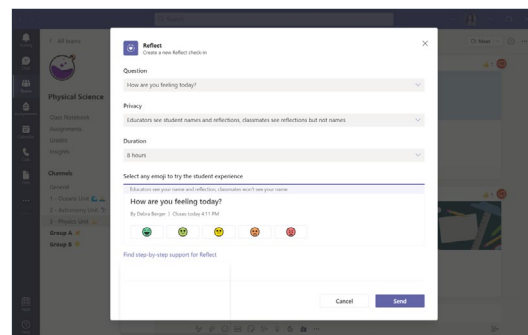 Search
All teams
Physical Science
Class Notebook
Assignments
Grades
Insights
Channels
General
1 - Oceans Unit
2 - Astronomy Unit
3 - Physics Unit
Group A
Group B
Reflect
Create a new Reflect check-in
Question
How are you feeling today?
Privacy
Educators see student names and reflections, classmates see reflections but not names
Duration
8 hours
Select any emoji to try the student experience
Educators see your name and reflection, classmates won't see your name
How are you feeling today?
By Debra Berger | Closes today 4:11 PM
Find step-by-step support for Reflect
Cancel
Send